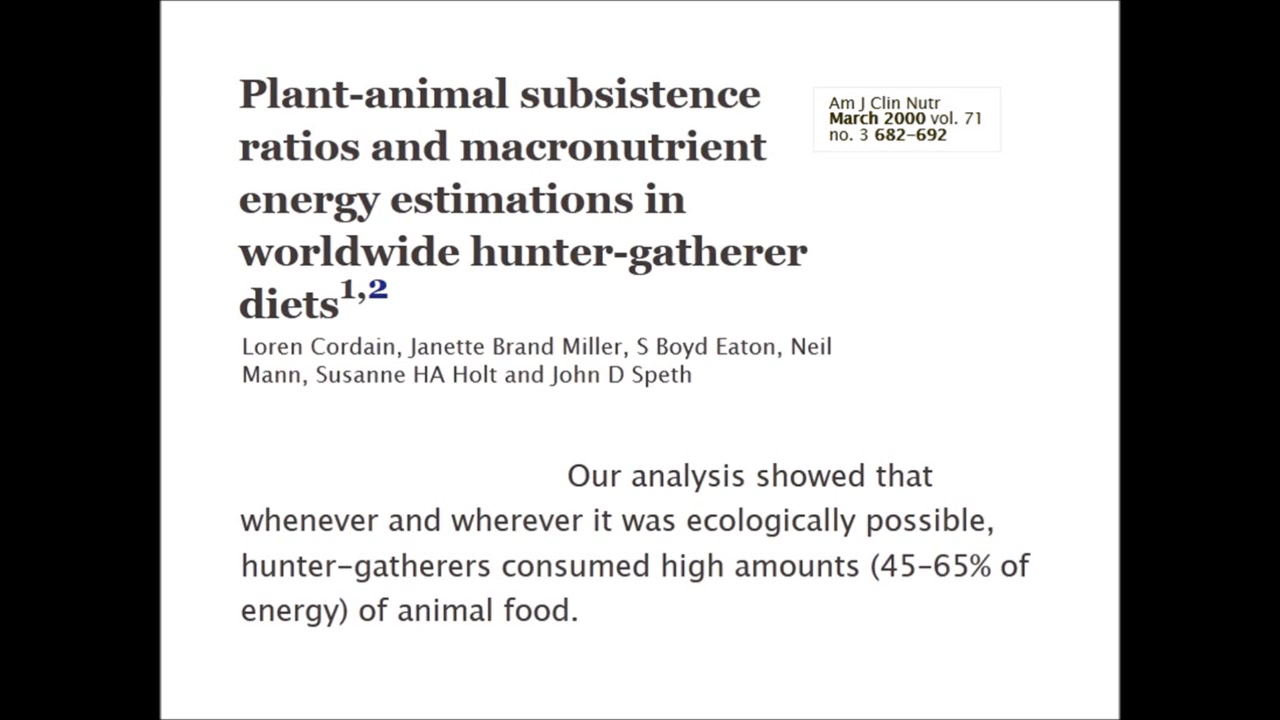 Plant-animal subsistence
ratios and macronutrient
energy estimations in
worldwide hunter-gatherer
diets1,2
Am J Clin Nutr
March 2000 vol. 71
no. 3 682–692
Loren Cordain, Janette Brand Miller, S Boyd Eaton, Neil
Mann, Susanne HA Holt and John D Speth
Our analysis showed that
whenever and wherever it was ecologically possible,
hunter–gatherers consumed high amounts (45–65% of
energy) of animal food.